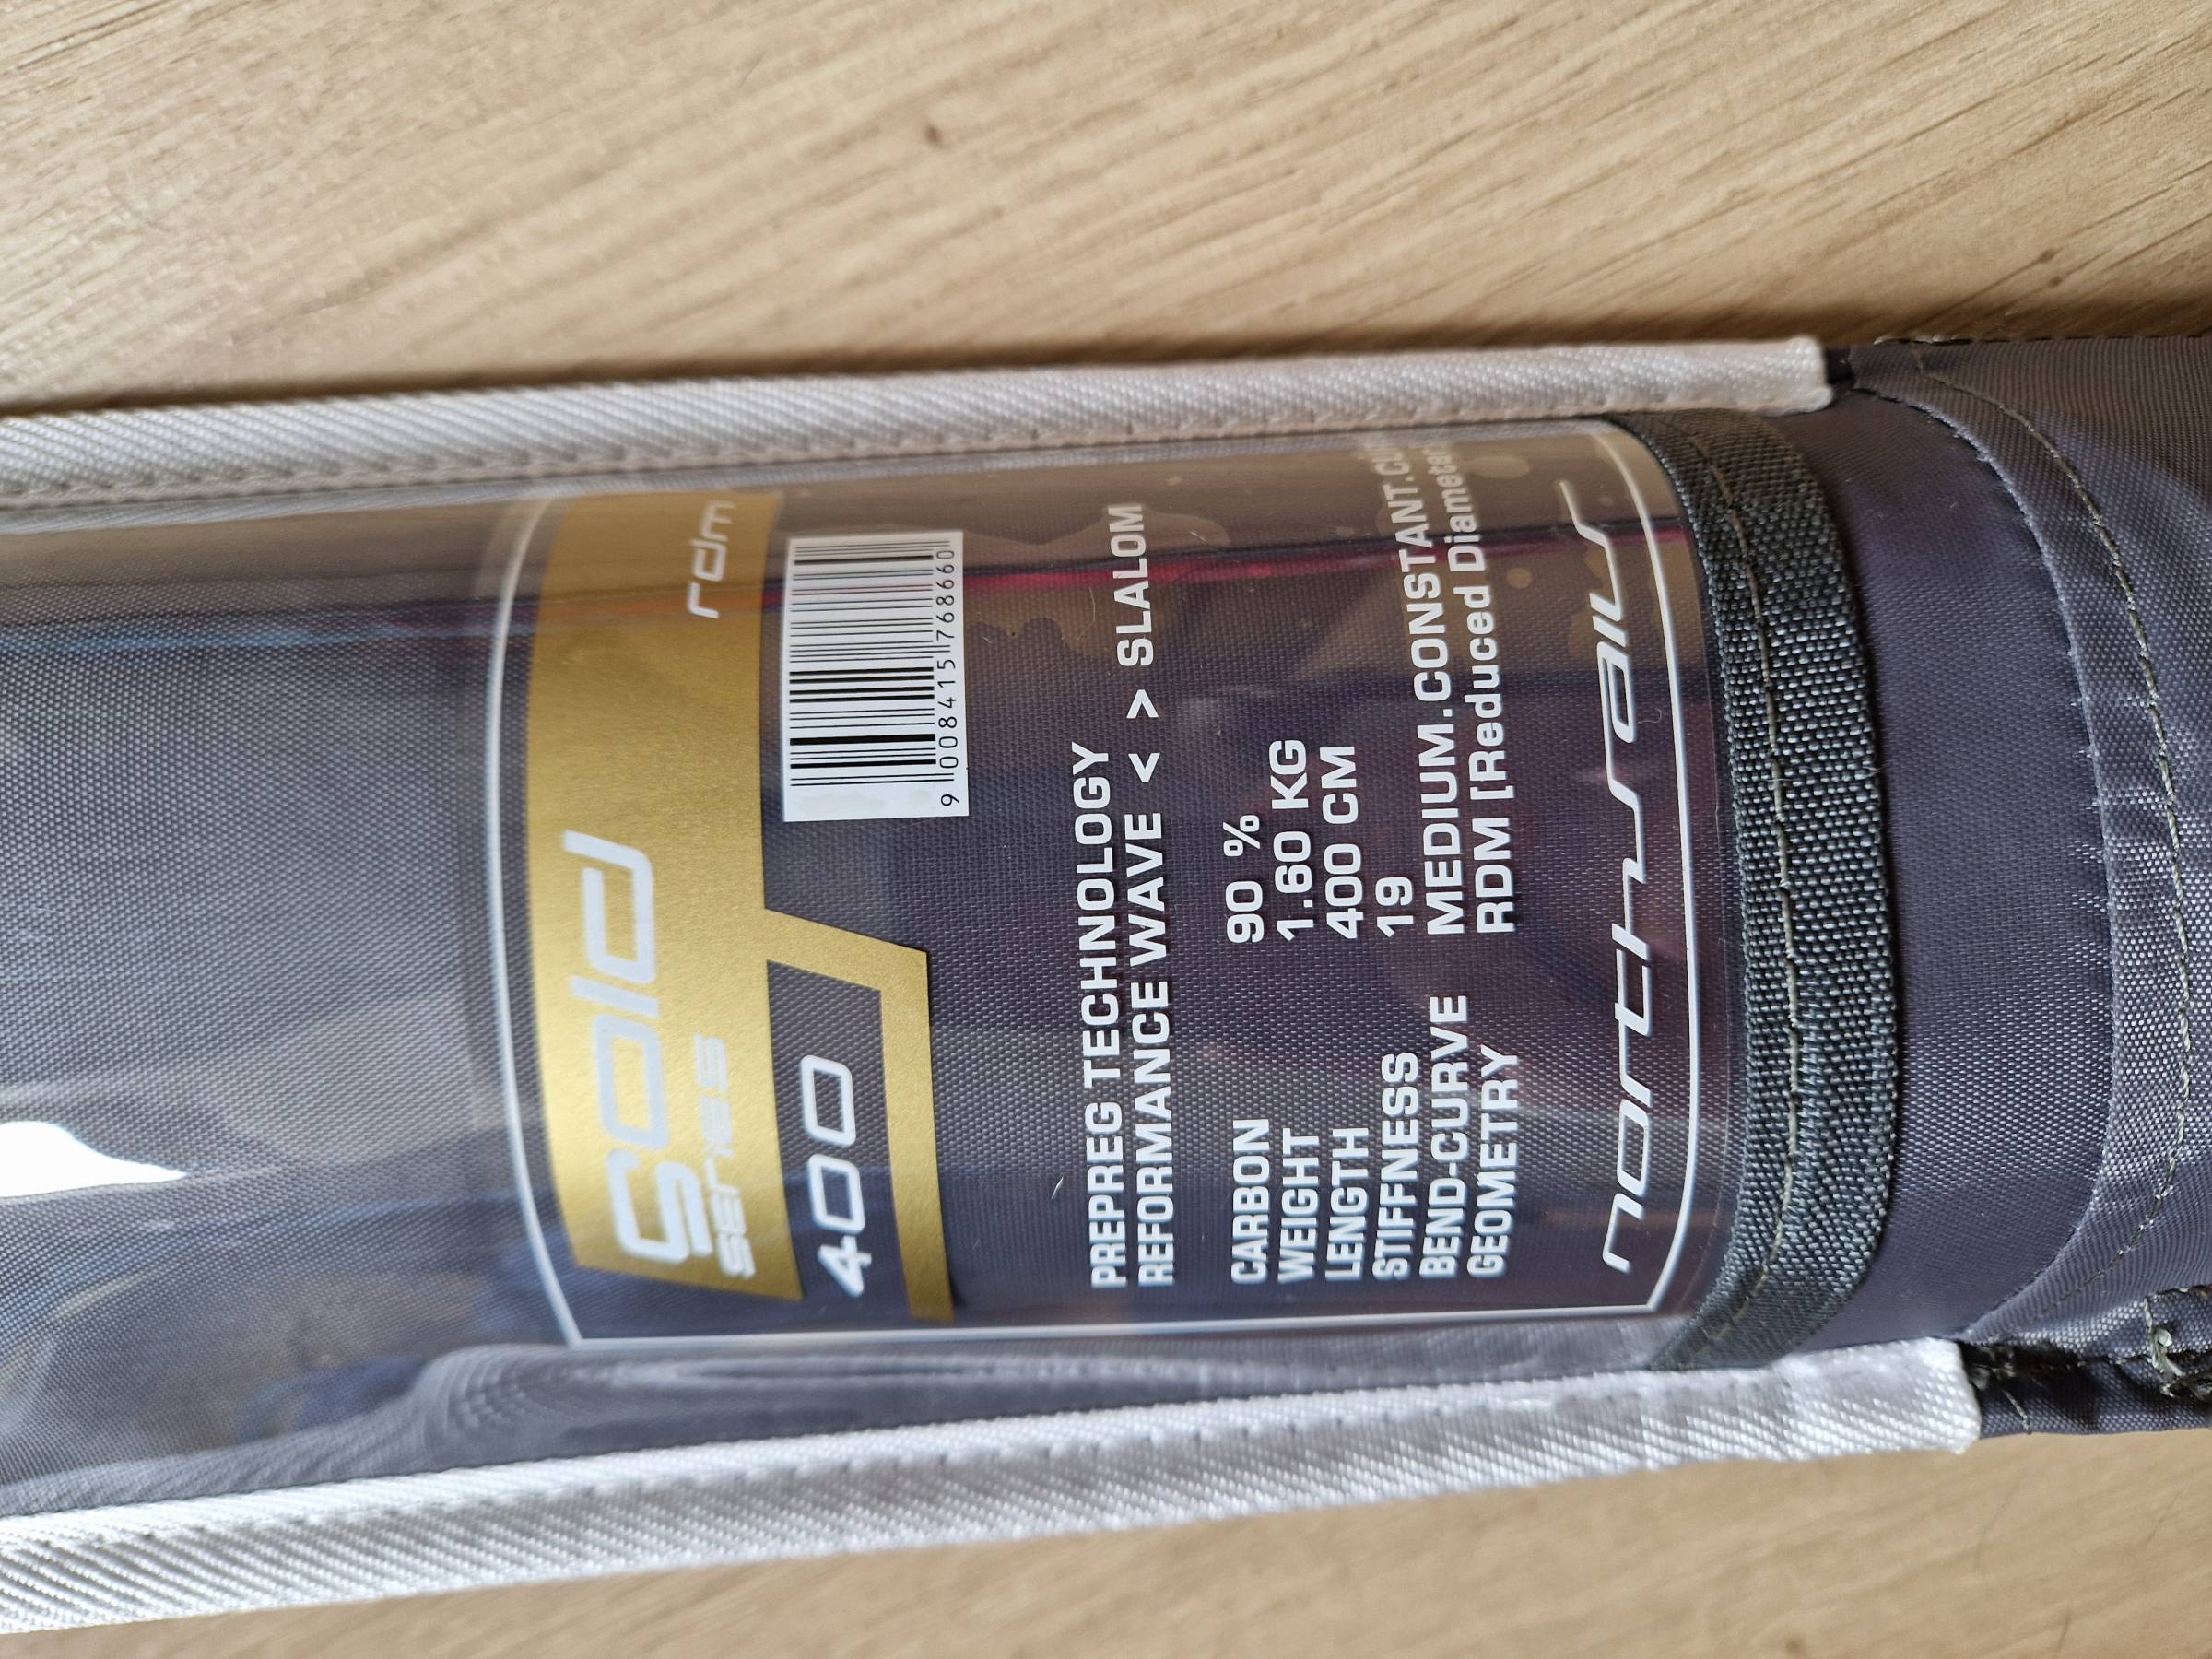 Gold
series
rdm
400
9 008415 768660
PREPREG TECHNOLOGY
REFORMANCE WAVE < > SLALOM
CARBON 90 %
WEIGHT 1.60 KG
LENGTH 400 CM
STIFFNESS 19
BEND-CURVE MEDIUM.CONSTANT.CU
GEOMETRY RDM [Reduced Diameter
northsails